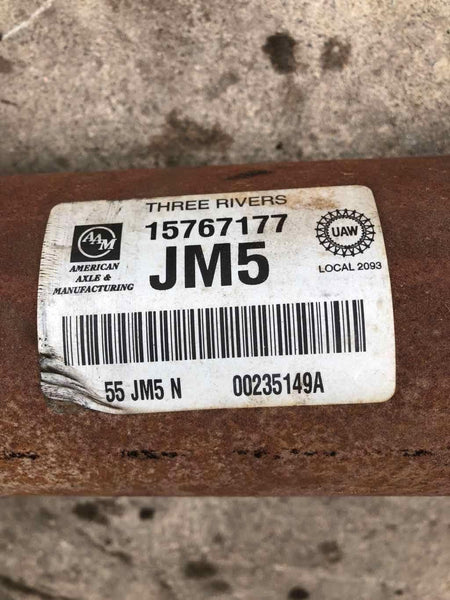 THREE RIVERS
15767177
JM5
AAM
AMERICAN
AXLE &
MANUFACTURING
UAW
LOCAL 2093
55 JM5 N 00235149A